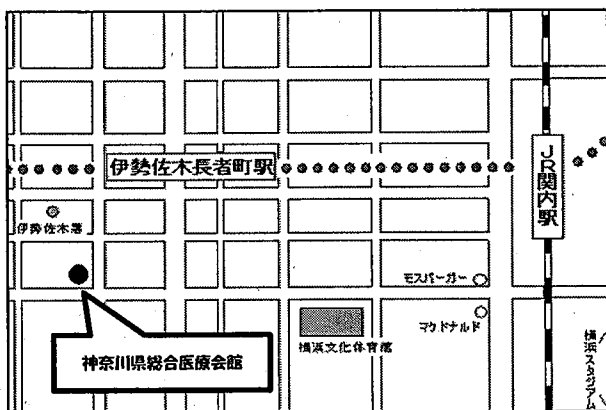 伊勢佐木長者町駅
JR関内駅
伊勢佐木署
モスバーガー
マクドナルド
横浜文化体育館
神奈川県総合医療会館
横浜スタジアム